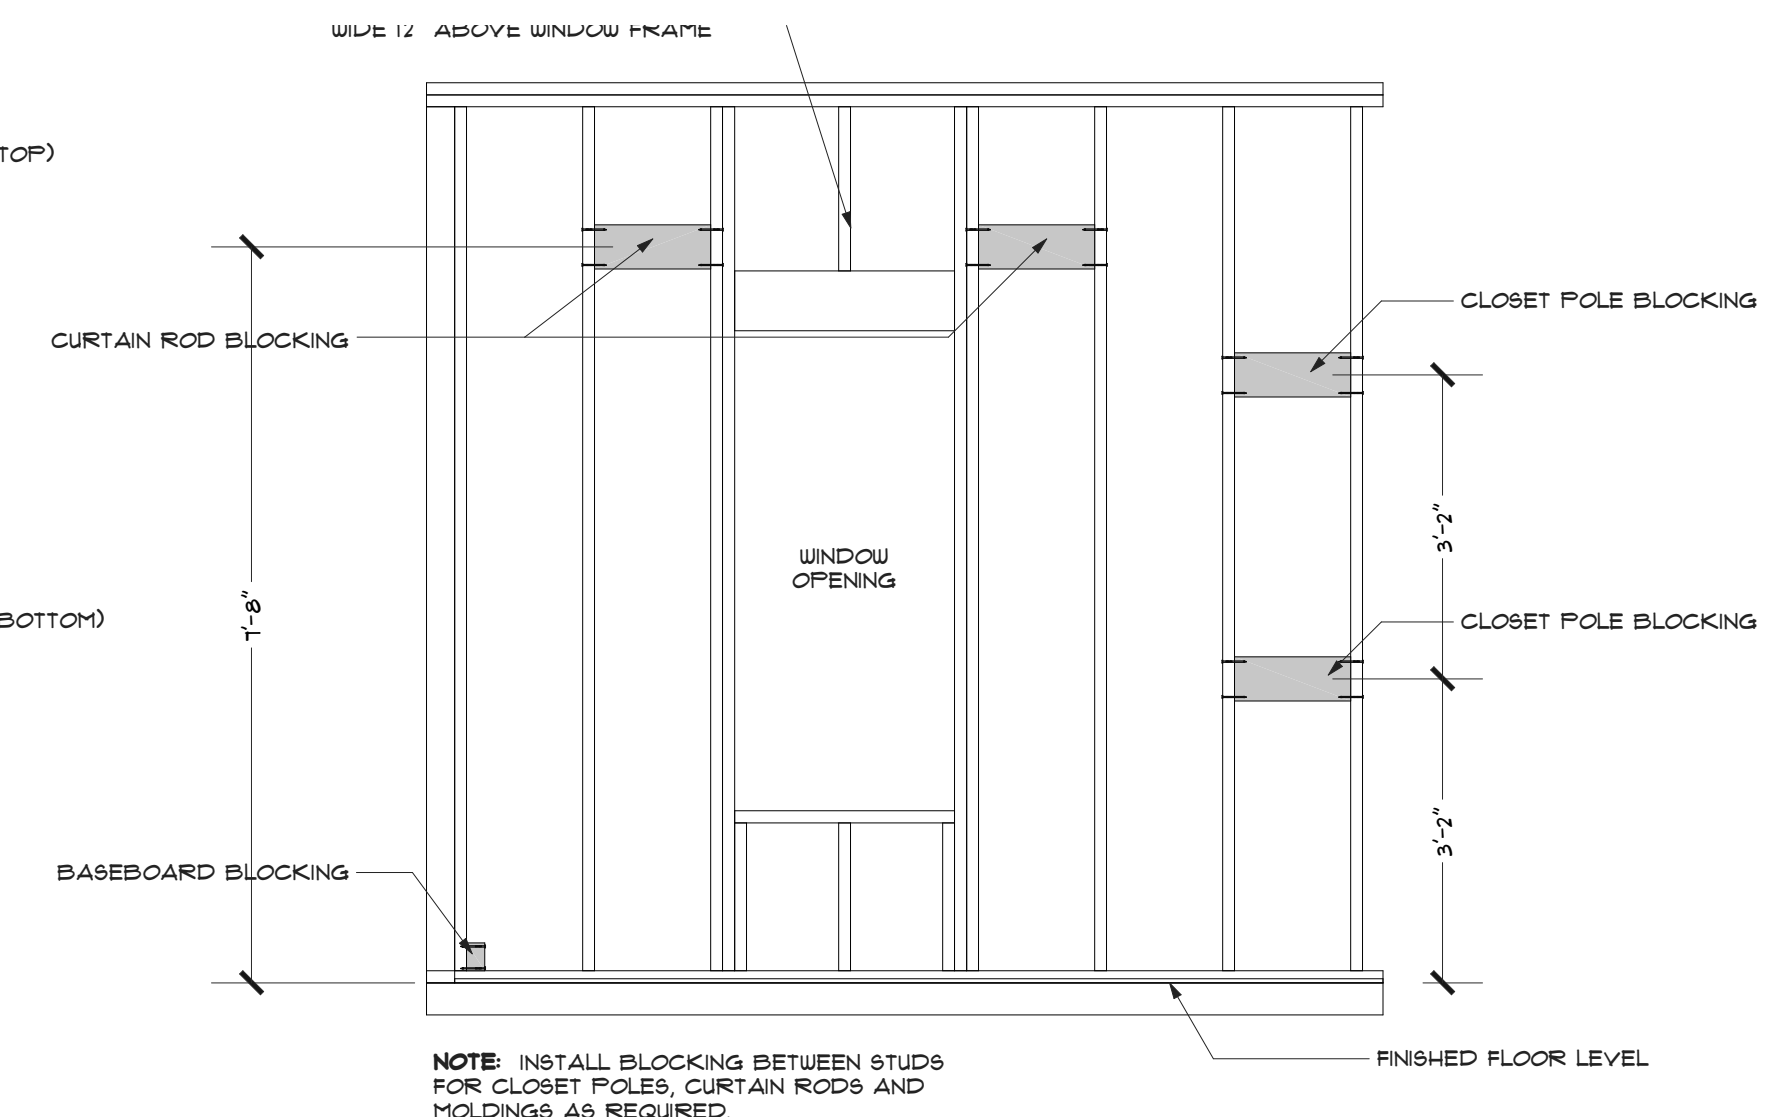 WIDE 12" ABOVE WINDOW FRAME
TOP)
CLOSET POLE BLOCKING
CURTAIN ROD BLOCKING
3'-2"
WINDOW
OPENING
7'-8"
BOTTOM)
CLOSET POLE BLOCKING
3'-2"
BASEBOARD BLOCKING
FINISHED FLOOR LEVEL
NOTE: INSTALL BLOCKING BETWEEN STUDS
FOR CLOSET POLES, CURTAIN RODS AND
MOLDINGS AS REQUIRED.